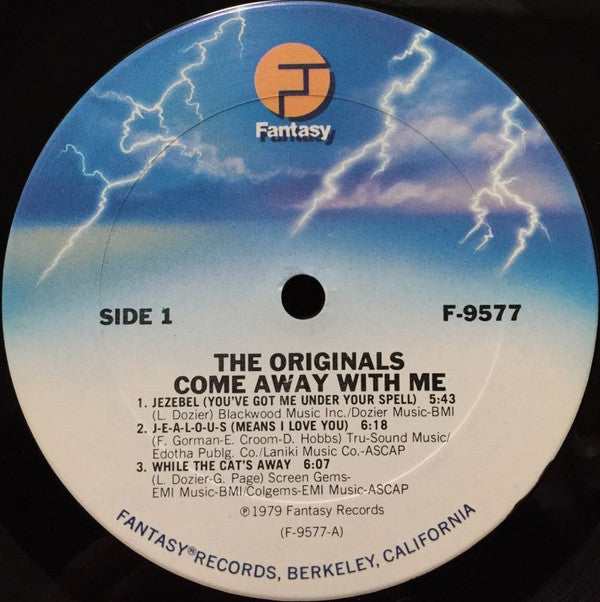 Fantasy
SIDE 1
F-9577
THE ORIGINALS
COME AWAY WITH ME
1. JEZEBEL (YOU'VE GOT ME UNDER YOUR SPELL) 5:43
(L. Dozier) Blackwood Music Inc./Dozier Music-BMI
2. J-E-A-L-O-U-S (MEANS I LOVE YOU) 6:18
(F. Gorman-E. Croom-D. Hobbs) Tru-Sound Music/
Edotha Publg. Co./Laniki Music Co.-ASCAP
3. WHILE THE CAT'S AWAY 6:07
(L. Dozier-G. Page) Screen Gems-
EMI Music-BMI/Colgems-EMI Music-ASCAP
℗1979 Fantasy Records
(F-9577-A)
FANTASY® RECORDS, BERKELEY, CALIFORNIA